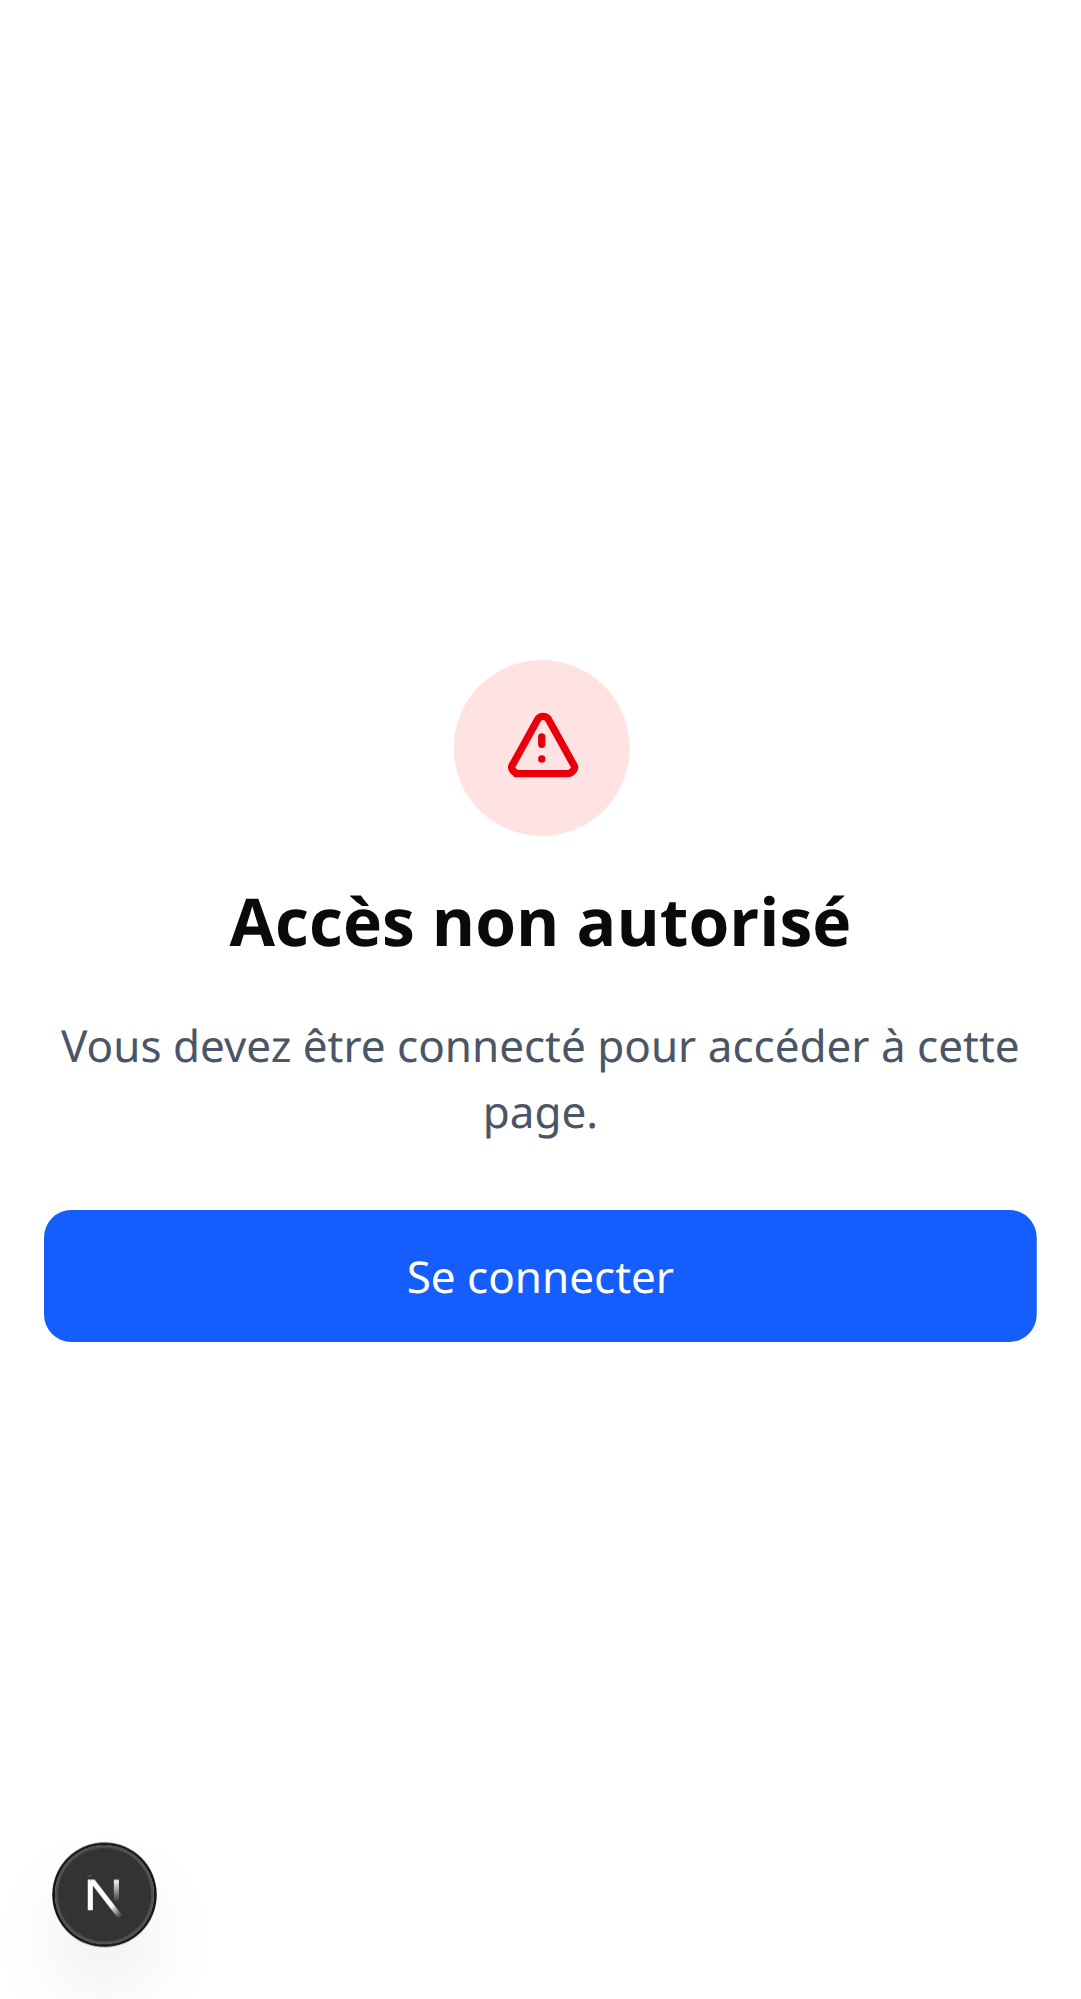 Accès non autorisé
Vous devez être connecté pour accéder à cette
page.
Se connecter
N